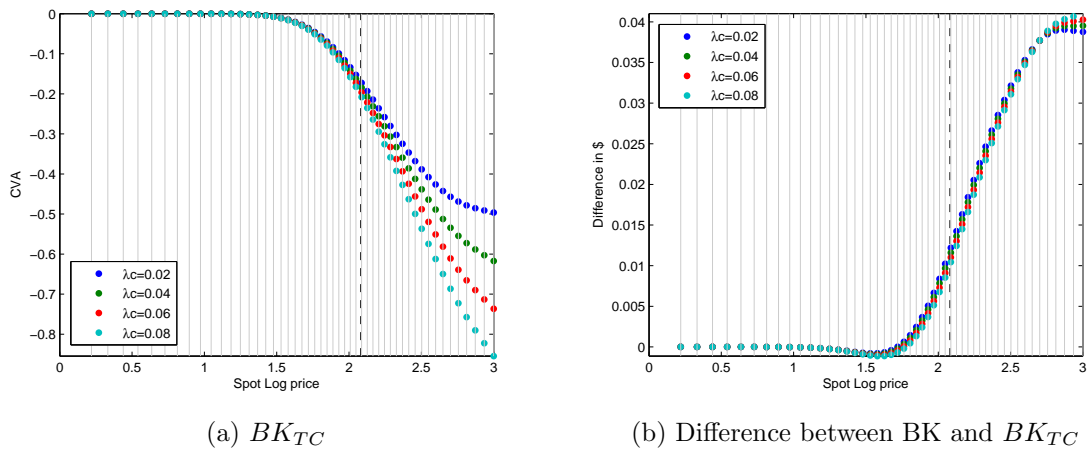 0
−0.1
−0.2
−0.3
−0.4
−0.5
−0.6
−0.7
−0.8
CVA
0 0.5 1 1.5 2 2.5 3
Spot Log price
λc=0.02
λc=0.04
λc=0.06
λc=0.08
(a) BK_TC
0.04
0.035
0.03
0.025
0.02
0.015
0.01
0.005
0
Difference in $
0 0.5 1 1.5 2 2.5 3
Spot Log price
λc=0.02
λc=0.04
λc=0.06
λc=0.08
(b) Difference between BK and BK_TC